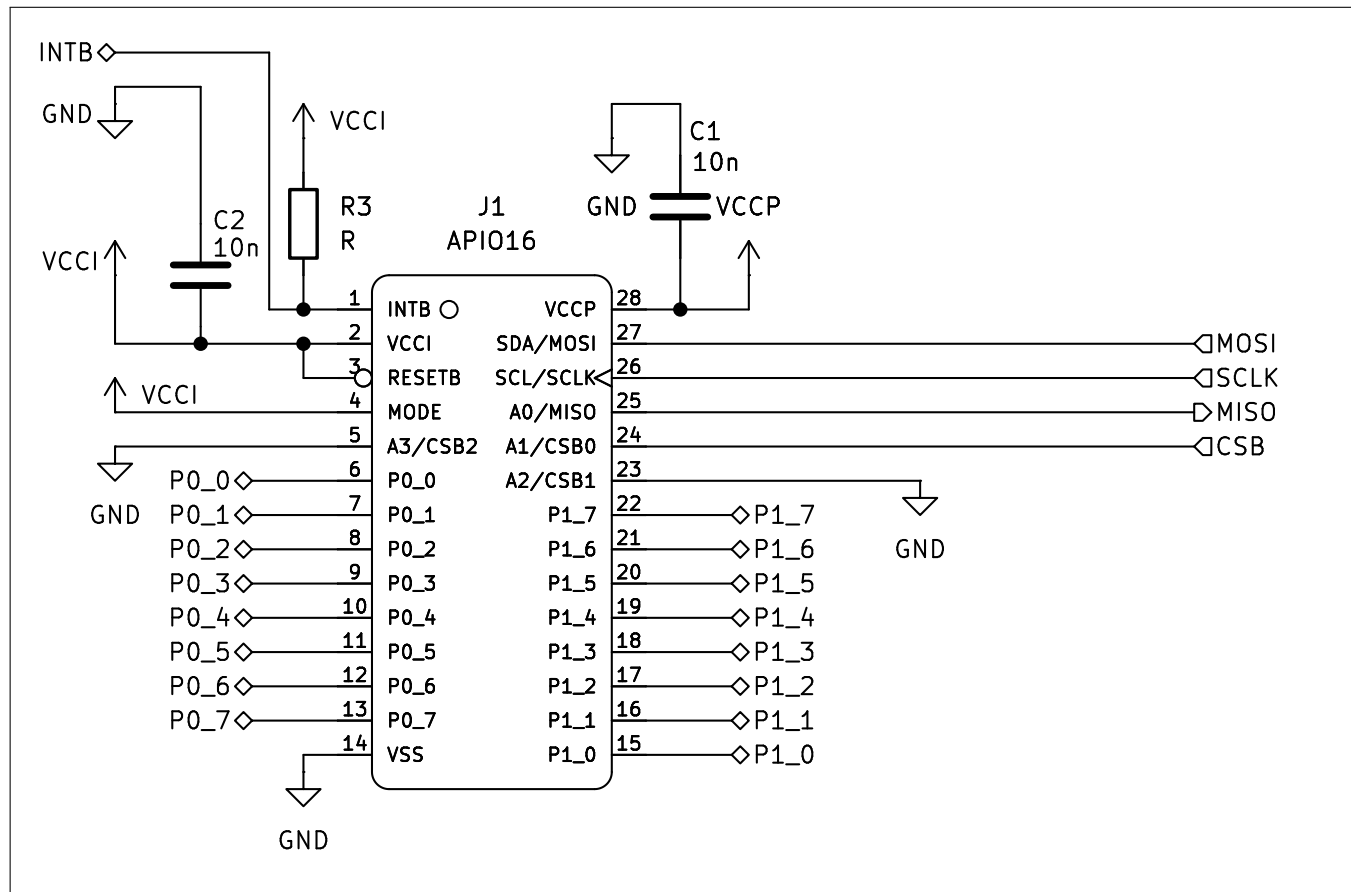 INTB
GND
VCCI
C1
10n
R3
R
J1
APIO16
GND
VCCP
C2
10n
VCCI
1
INTB
VCCP
28
2
VCCI
SDA/MOSI
27
MOSI
3
RESETB
SCL/SCLK
26
SCLK
VCCI
4
MODE
A0/MISO
25
MISO
5
A3/CSB2
A1/CSB0
24
CSB
GND
P0_0
6
P0_0
A2/CSB1
23
GND
P0_1
7
P0_1
P1_7
22
P1_7
P0_2
8
P0_2
P1_6
21
P1_6
P0_3
9
P0_3
P1_5
20
P1_5
P0_4
10
P0_4
P1_4
19
P1_4
P0_5
11
P0_5
P1_3
18
P1_3
P0_6
12
P0_6
P1_2
17
P1_2
P0_7
13
P0_7
P1_1
16
P1_1
14
VSS
P1_0
15
P1_0
GND